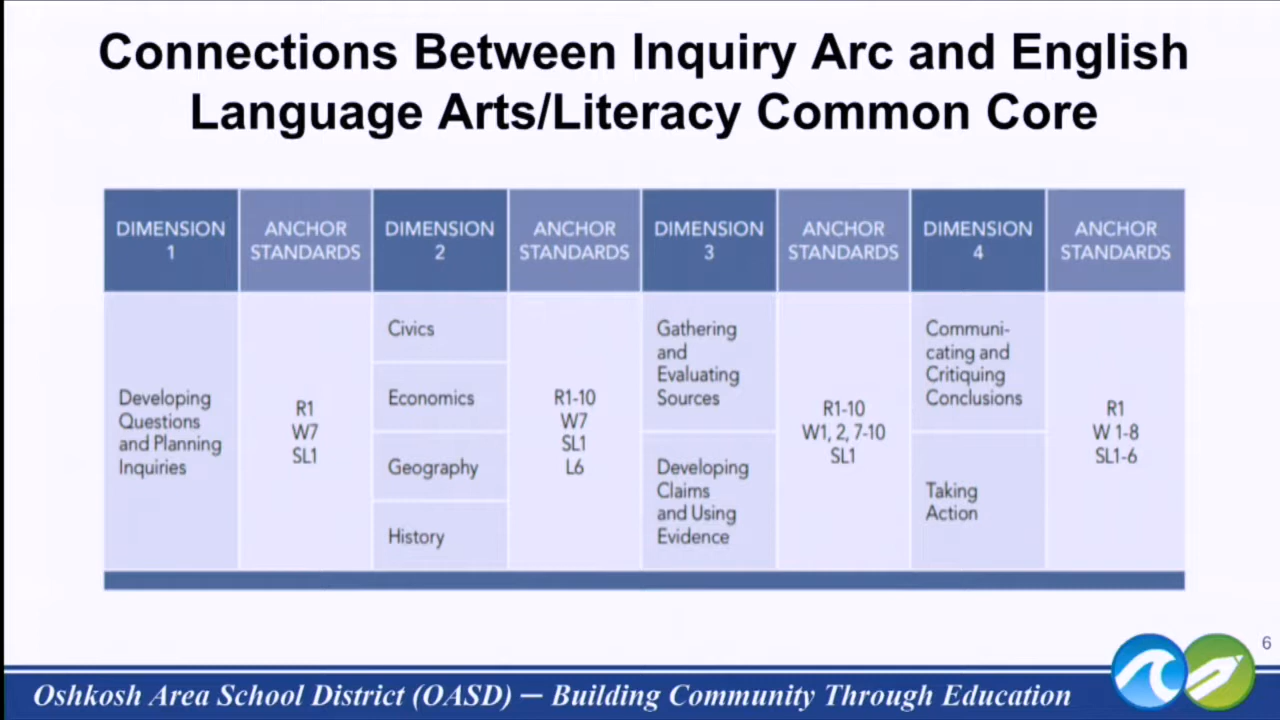 Connections Between Inquiry Arc and English
Language Arts/Literacy Common Core
DIMENSION
1
ANCHOR
STANDARDS
DIMENSION
2
ANCHOR
STANDARDS
DIMENSION
3
ANCHOR
STANDARDS
DIMENSION
4
ANCHOR
STANDARDS
Developing
Questions
and Planning
Inquiries
R1
W7
SL1
Civics
Economics
Geography
History
R1-10
W7
SL1
L6
Gathering
and
Evaluating
Sources
Developing
Claims
and Using
Evidence
R1-10
W1, 2, 7-10
SL1
Communi-
cating and
Critiquing
Conclusions
Taking
Action
R1
W 1-8
SL1-6
6
Oshkosh Area School District (OASD) — Building Community Through Education